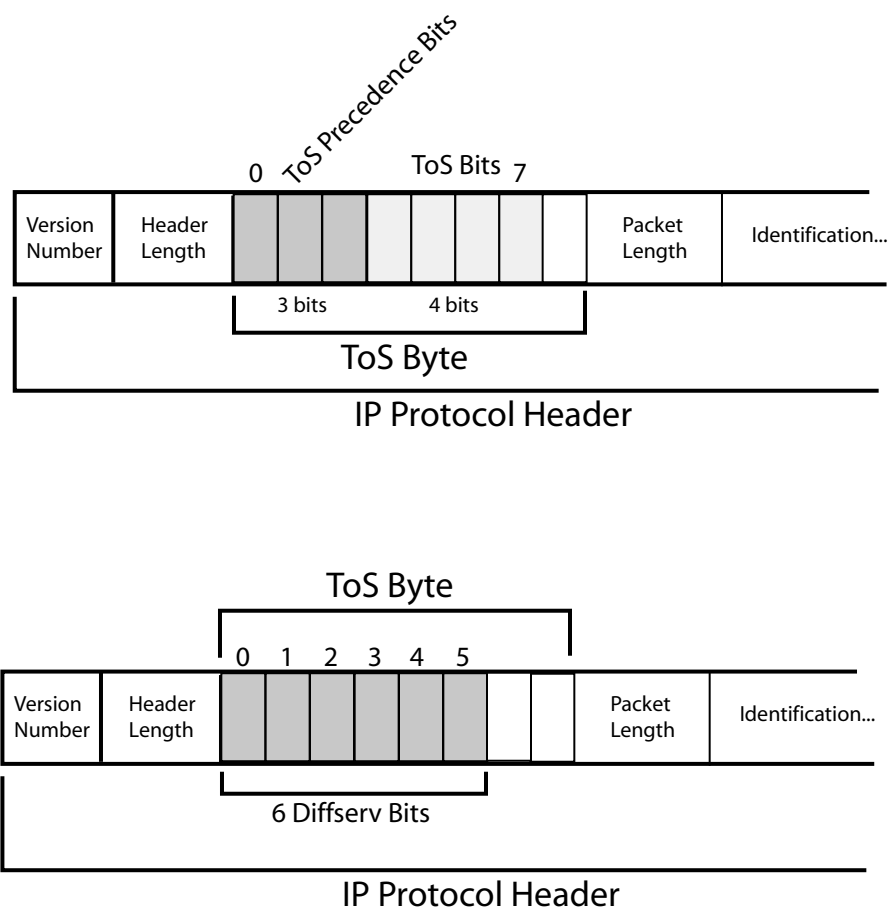 ToS Precedence Bits
0
ToS Bits
7
Version
Number
Header
Length
Packet
Length
Identification...
3 bits
4 bits
ToS Byte
IP Protocol Header
ToS Byte
0 1 2 3 4 5
Version
Number
Header
Length
Packet
Length
Identification...
6 Diffserv Bits
IP Protocol Header